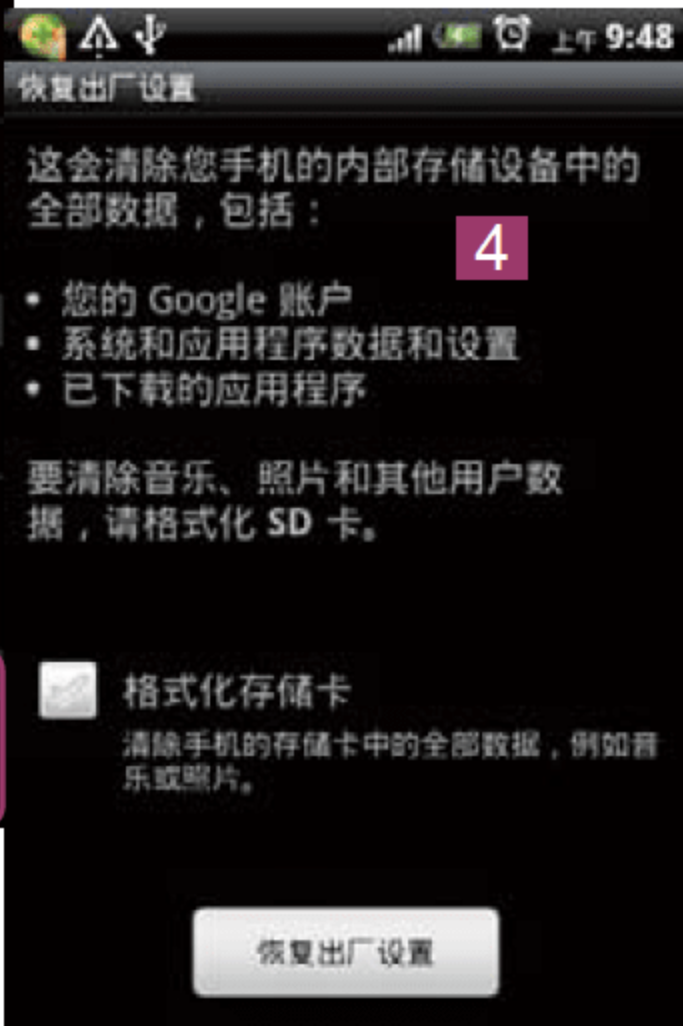 上午 9:48
恢复出厂设置
这会清除您手机的内部存储设备中的
全部数据，包括：
4
• 您的 Google 账户
• 系统和应用程序数据和设置
• 已下载的应用程序
要清除音乐、照片和其他用户数
据，请格式化 SD 卡。
格式化存储卡
清除手机的存储卡中的全部数据，例如音
乐或照片。
恢复出厂设置